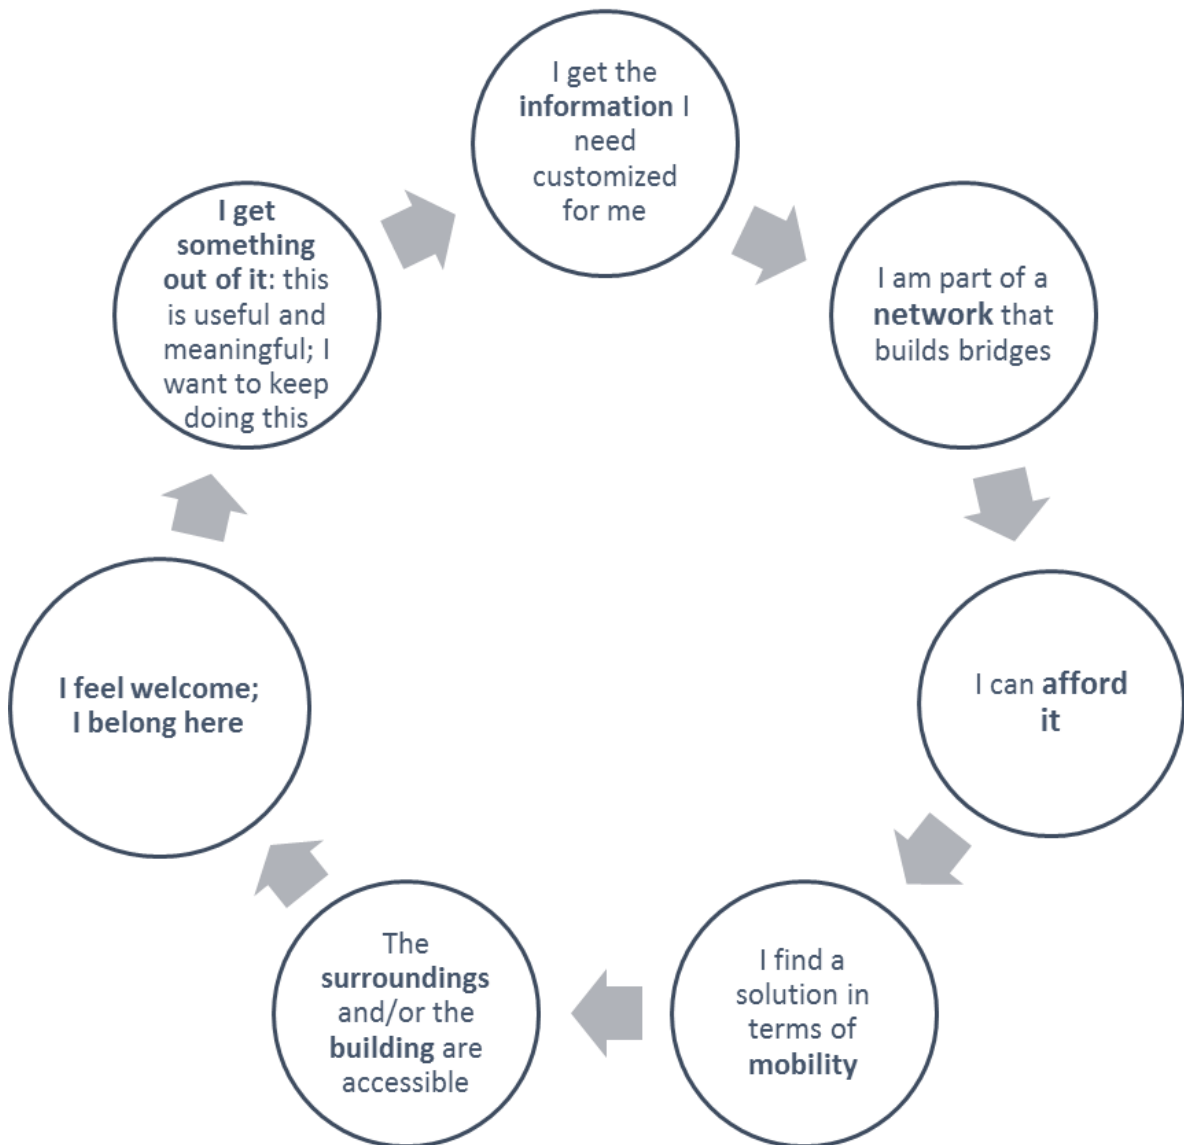 I get the
information I
need
customized
for me
I am part of a
network that
builds bridges
I can afford
it
I find a
solution in
terms of
mobility
The
surroundings
and/or the
building are
accessible
I feel welcome;
I belong here
I get
something
out of it: this
is useful and
meaningful; I
want to keep
doing this